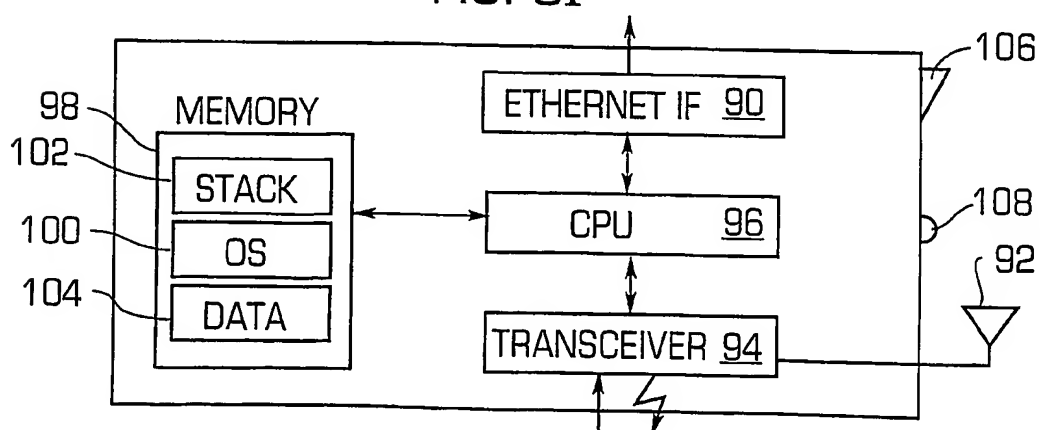 106
ETHERNET IF 90
98
MEMORY
102
STACK
CPU 96
108
100
OS
92
104
DATA
TRANSCEIVER 94